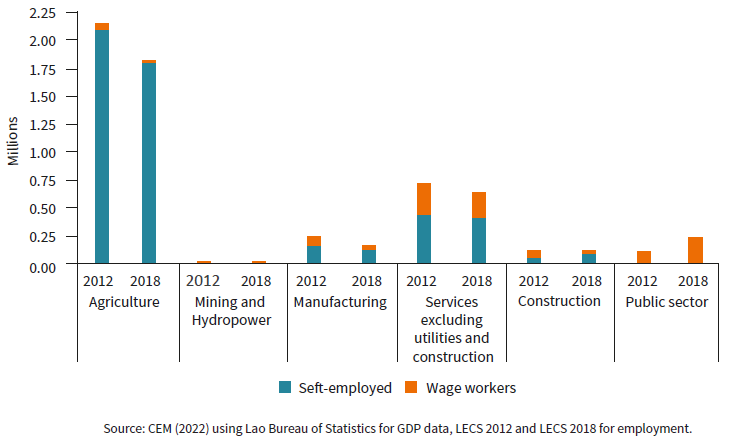 2.25
2.00
1.75
1.50
1.25
1.00
0.75
0.50
0.25
0.00
Millions
2012 2018 2012 2018 2012 2018 2012 2018 2012 2018 2012 2018
Agriculture
Mining and
Hydropower
Manufacturing
Services
excluding
utilities and
construction
Construction
Public sector
Seft-employed Wage workers
Source: CEM (2022) using Lao Bureau of Statistics for GDP data, LECS 2012 and LECS 2018 for employment.